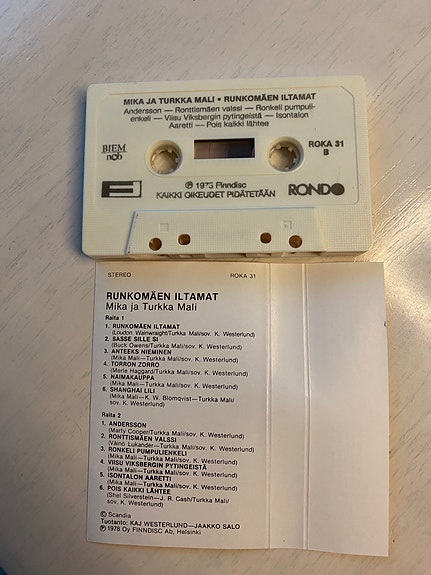 MIKA JA TURKKA MALI • RUNKOMÄEN ILTAMAT
Andersson — Ronttismäen valssi — Ronkeli pumpuli-
enkeli — Viisu Viksbergin pytingeistä — Isontalon
Aaretti — Pois kaikki lähtee
BIEM
ncb
ROKA 31
B
℗ 1978 Finndisc
KAIKKI OIKEUDET PIDÄTETÄÄN
RONDO
STEREO
ROKA 31
RUNKOMÄEN ILTAMAT
Mika ja Turkka Mali
Raita 1
1. RUNKOMÄEN ILTAMAT
(Loudon Wainwraight/Turkka Mali/sov. K. Westerlund)
2. SASSE SILLE SI
(Buck Owens/Turkka Mali/sov. K. Westerlund)
3. ANTEEKS NIEMINEN
(Mika Mali—Turkka Mali/sov. K. Westerlund)
4. TORRON ZORRO
(Merle Haggard/Turkka Mali/sov. K. Westerlund)
5. NAIMAKAUPPA
(Mika Mali—Turkka Mali/sov. K. Westerlund)
6. SHANGHAI LILI
(Mika Mali—K. W. Blomqvist—Turkka Mali/
sov. K. Westerlund)
Raita 2
1. ANDERSSON
(Marty Cooper/Turkka Mali/sov. K. Westerlund)
2. RONTTISMÄEN VALSSI
(Väinö Lukander—Turkka Mali/sov. K. Westerlund)
3. RONKELI PUMPULIENKELI
(Mika Mali—Turkka Mali/sov. K. Westerlund)
4. VIISU VIKSBERGIN PYTINGEISTÄ
(Mika Mali—Turkka Mali/sov. K. Westerlund)
5. ISONTALON AARETTI
(Mika Mali—Turkka Mali/sov. K. Westerlund)
6. POIS KAIKKI LÄHTEE
(Shel Silverstein—J. R. Cash/Turkka Mali/
sov. K. Westerlund)
© Scandia
Tuotanto: KAJ WESTERLUND—JAAKKO SALO
℗ 1978 Oy FINNDISC Ab, Helsinki